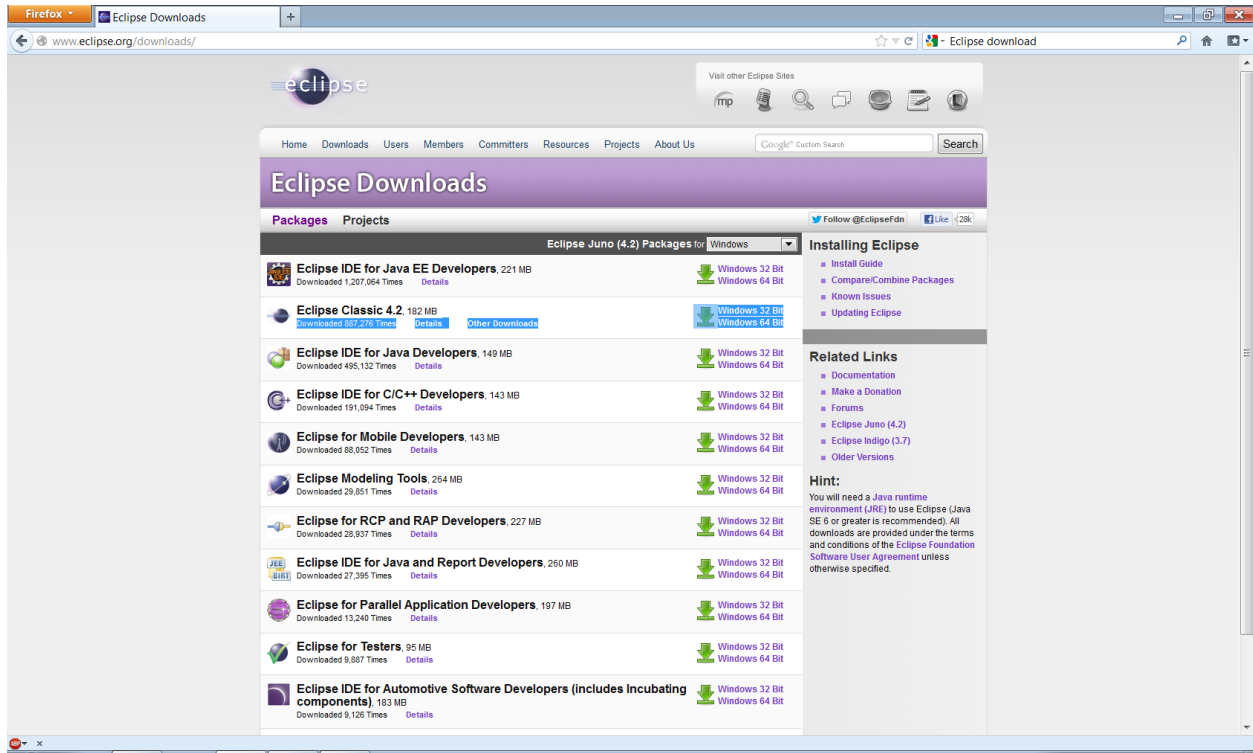 Firefox
Eclipse Downloads
+
www.eclipse.org/downloads/
Eclipse download
eclipse
Visit other Eclipse Sites
mp
Home Downloads Users Members Committers Resources Projects About Us
Google™ Custom Search
Search
Eclipse Downloads
Packages Projects
Follow @EclipseFdn
Like 28k
Eclipse Juno (4.2) Packages for Windows
Eclipse IDE for Java EE Developers, 221 MB
Downloaded 1,207,064 Times Details
Windows 32 Bit
Windows 64 Bit
Eclipse Classic 4.2, 182 MB
Downloaded 887,276 Times Details Other Downloads
Windows 32 Bit
Windows 64 Bit
Eclipse IDE for Java Developers, 149 MB
Downloaded 495,132 Times Details
Windows 32 Bit
Windows 64 Bit
Eclipse IDE for C/C++ Developers, 143 MB
Downloaded 191,094 Times Details
Windows 32 Bit
Windows 64 Bit
Eclipse for Mobile Developers, 143 MB
Downloaded 88,052 Times Details
Windows 32 Bit
Windows 64 Bit
Eclipse Modeling Tools, 264 MB
Downloaded 29,851 Times Details
Windows 32 Bit
Windows 64 Bit
Eclipse for RCP and RAP Developers, 227 MB
Downloaded 28,937 Times Details
Windows 32 Bit
Windows 64 Bit
Eclipse IDE for Java and Report Developers, 260 MB
Downloaded 27,395 Times Details
Windows 32 Bit
Windows 64 Bit
Eclipse for Parallel Application Developers, 197 MB
Downloaded 13,240 Times Details
Windows 32 Bit
Windows 64 Bit
Eclipse for Testers, 95 MB
Downloaded 9,887 Times Details
Windows 32 Bit
Windows 64 Bit
Eclipse IDE for Automotive Software Developers (includes Incubating
components), 183 MB
Downloaded 9,126 Times Details
Windows 32 Bit
Windows 64 Bit
Installing Eclipse
Install Guide
Compare/Combine Packages
Known Issues
Updating Eclipse
Related Links
Documentation
Make a Donation
Forums
Eclipse Juno (4.2)
Eclipse Indigo (3.7)
Older Versions
Hint:
You will need a Java runtime
environment (JRE) to use Eclipse (Java
SE 6 or greater is recommended). All
downloads are provided under the terms
and conditions of the Eclipse Foundation
Software User Agreement unless
otherwise specified.
ABP
x